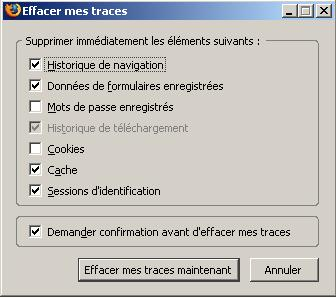 Effacer mes traces
Supprimer immédiatement les éléments suivants :
Historique de navigation
Données de formulaires enregistrées
Mots de passe enregistrés
Historique de téléchargement
Cookies
Cache
Sessions d'identification
Demander confirmation avant d'effacer mes traces
Effacer mes traces maintenant
Annuler